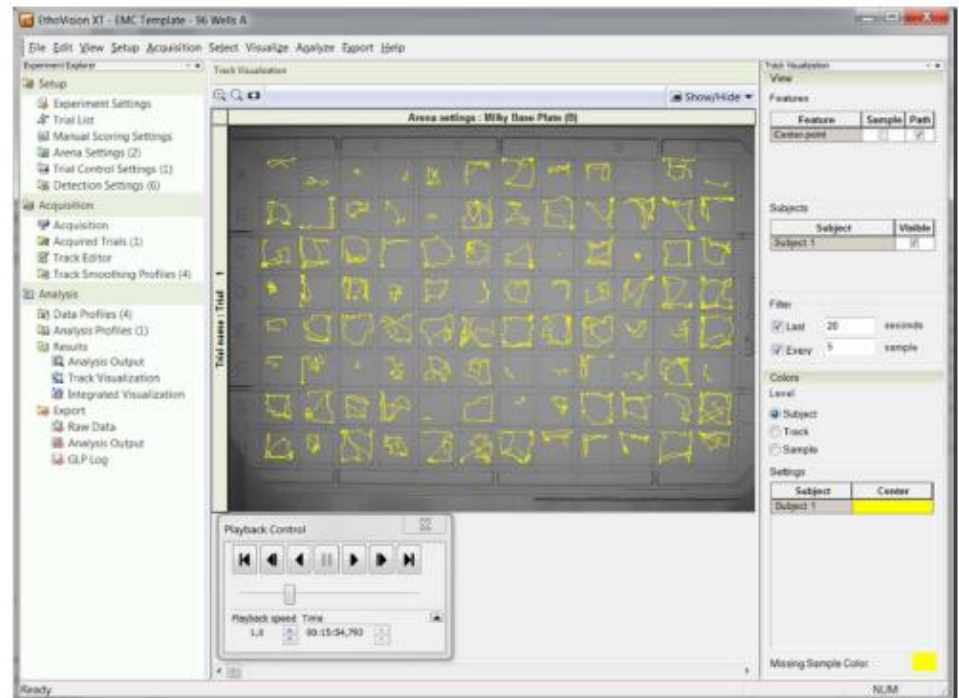 EthoVision XT - EMC Template - 96 Wells A
File Edit View Setup Acquisition Select Visualize Analyze Export Help
Experiment Explorer
Setup
Experiment Settings
Trial List
Manual Scoring Settings
Arena Settings (2)
Trial Control Settings (1)
Detection Settings (6)
Acquisition
Acquisition
Acquired Trials (1)
Track Editor
Track Smoothing Profiles (4)
Analysis
Data Profiles (4)
Analysis Profiles (1)
Results
Analysis Output
Track Visualization
Integrated Visualization
Export
Raw Data
Analysis Output
GLP Log
Ready
Track Visualization
Show/Hide
Arena settings : Milky Base Plate (B)
Trial name : Trial 1
Playback Control
Playback speed Time
1,0 00:15:54,793
Track Visualization
View
Features
Feature Sample Path
Center-point
Subjects
Subject Visible
Subject 1
Filter
Last 20 seconds
Every 5 sample
Colors
Level
Subject
Track
Sample
Settings
Subject Center
Subject 1
Missing Sample Color
NUM